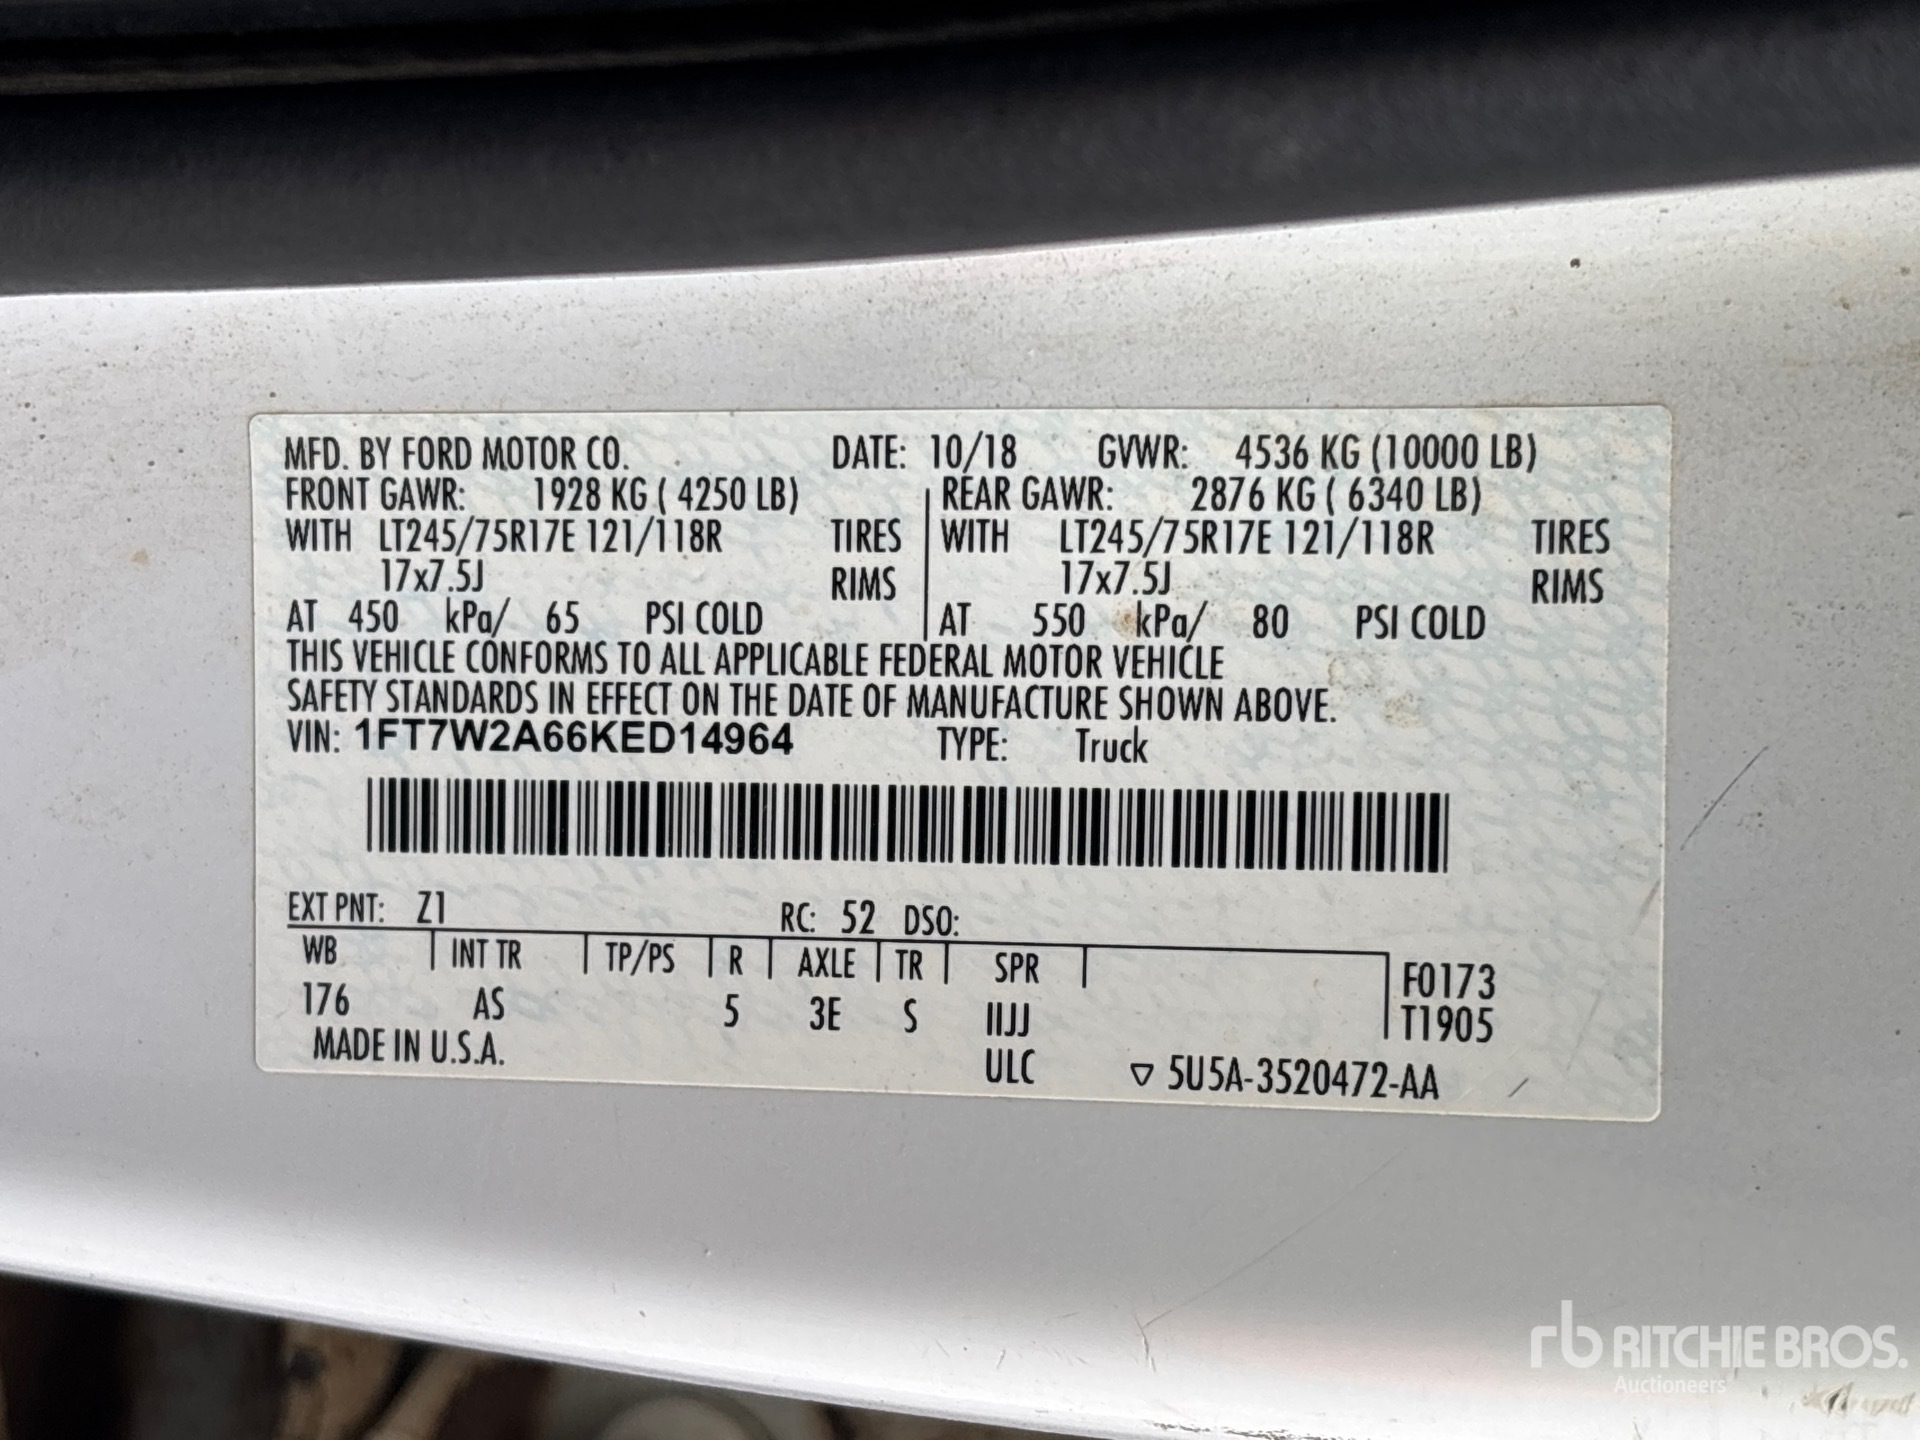 MFD. BY FORD MOTOR CO. DATE: 10/18 GVWR: 4536 KG (10000 LB)
FRONT GAWR: 1928 KG ( 4250 LB) REAR GAWR: 2876 KG ( 6340 LB)
WITH LT245/75R17E 121/118R TIRES WITH LT245/75R17E 121/118R TIRES
17x7.5J RIMS 17x7.5J RIMS
AT 450 kPa/ 65 PSI COLD AT 550 kPa/ 80 PSI COLD
THIS VEHICLE CONFORMS TO ALL APPLICABLE FEDERAL MOTOR VEHICLE
SAFETY STANDARDS IN EFFECT ON THE DATE OF MANUFACTURE SHOWN ABOVE.
VIN: 1FT7W2A66KED14964 TYPE: Truck
EXT PNT: Z1 RC: 52 DSO:
WB INT TR TP/PS R AXLE TR SPR F0173
176 AS 5 3E S IIJJ T1905
MADE IN U.S.A. ULC ▽ 5U5A-3520472-AA
rb RITCHIE BROS.
Auctioneers